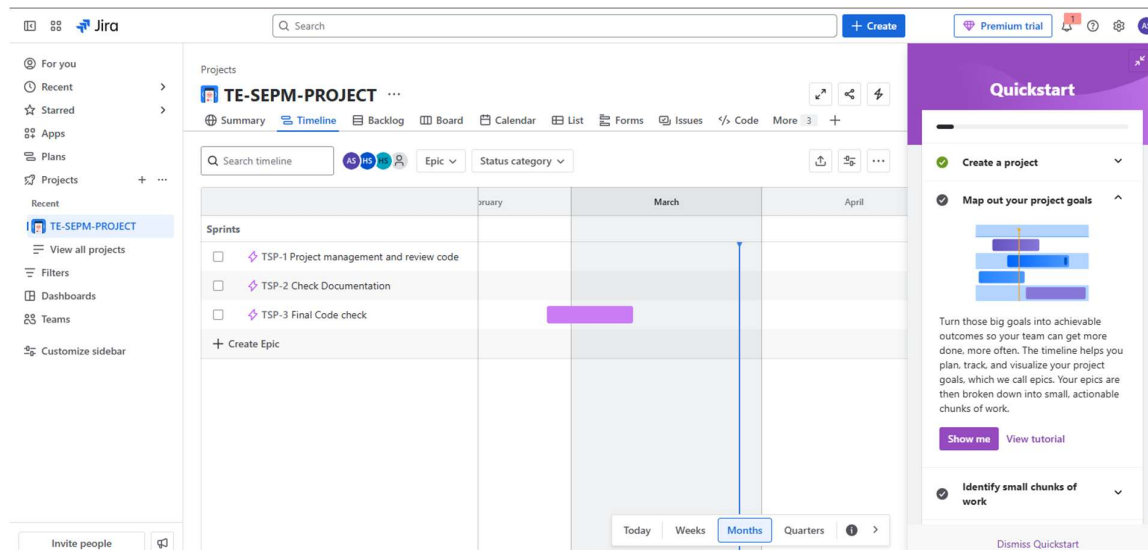 Jira
Search
Create
Premium trial
1
For you
Recent
Starred
Apps
Plans
Projects
Recent
TE-SEPM-PROJECT
View all projects
Filters
Dashboards
Teams
Customize sidebar
Invite people
Projects
TE-SEPM-PROJECT
Summary Timeline Backlog Board Calendar List Forms Issues Code More 3
Search timeline
AS HS HS
Epic
Status category
bruary March April
Sprints
TSP-1 Project management and review code
TSP-2 Check Documentation
TSP-3 Final Code check
+ Create Epic
Today Weeks Months Quarters
Quickstart
Create a project
Map out your project goals
Turn those big goals into achievable
outcomes so your team can get more
done, more often. The timeline helps you
plan, track, and visualize your project
goals, which we call epics. Your epics are
then broken down into small, actionable
chunks of work.
Show me View tutorial
Identify small chunks of
work
Dismiss Quickstart